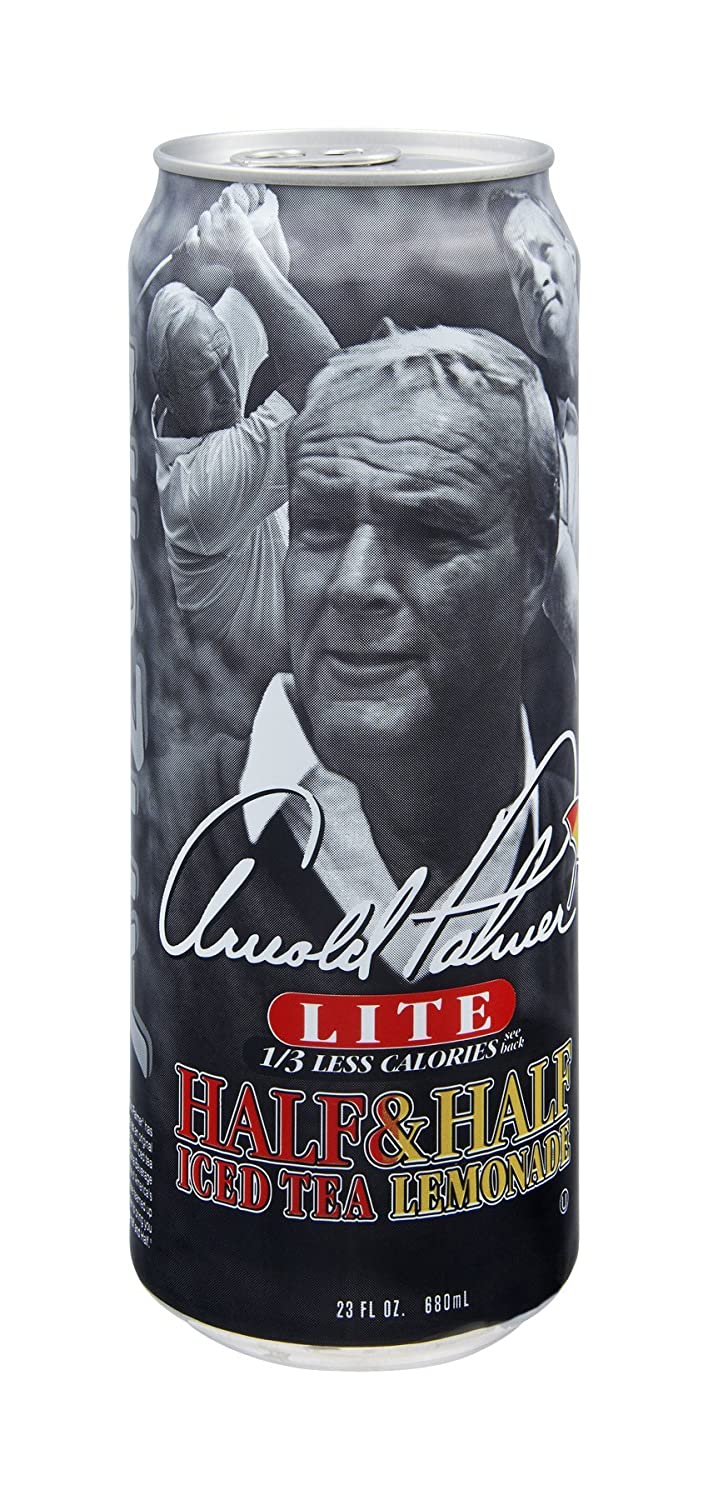 Arnold Palmer
LITE
1/3 LESS CALORIES see back
HALF & HALF
ICED TEA LEMONADE
23 FL OZ. 680mL